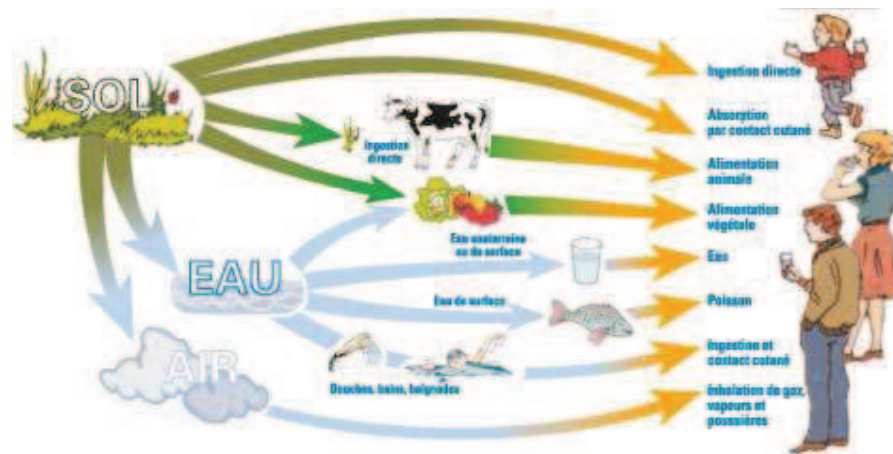 SOL
Ingestion directe
Absorption
par contact cutané
Ingestion
directe
Alimentation
animale
Alimentation
végétale
Eau souterraine
ou de surface
EAU
Eau
Eau de surface
Poisson
Ingestion et
contact cutané
AIR
Douches, bains, baignades
Inhalation de gaz,
vapeurs et
poussières